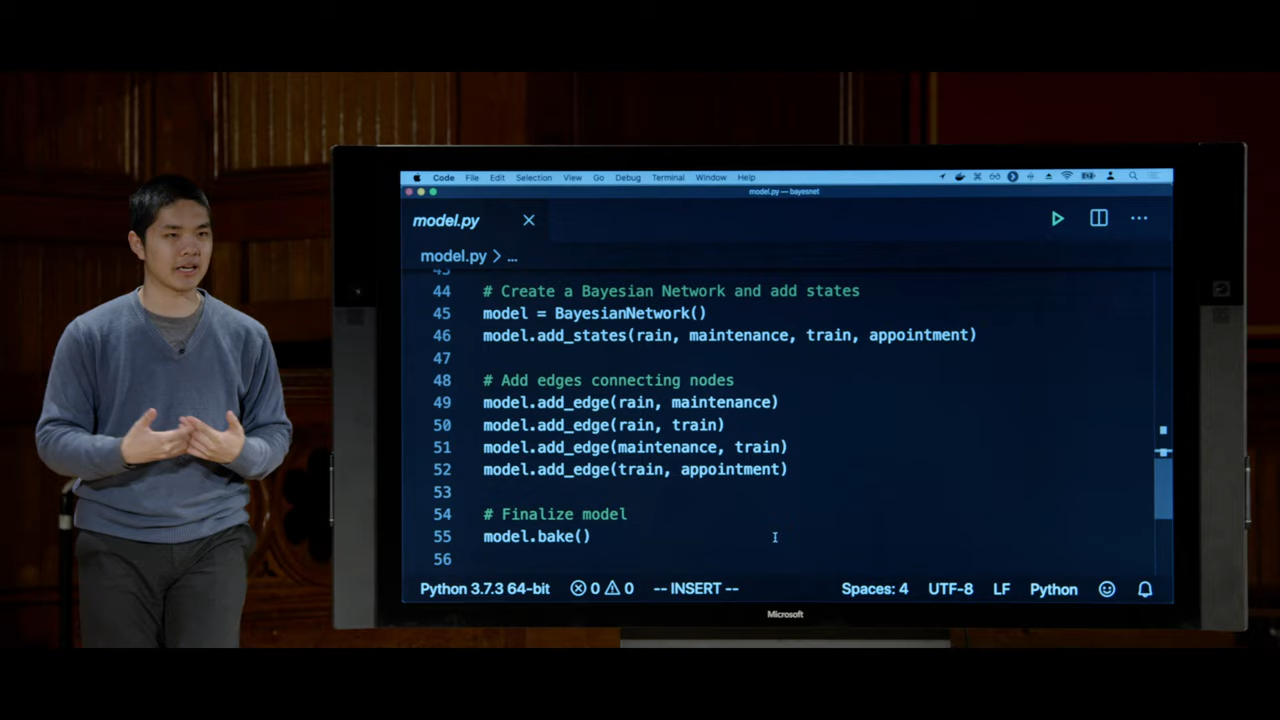 Code File Edit Selection View Go Debug Terminal Window Help
model.py — bayesnet
model.py
model.py > ...
44 # Create a Bayesian Network and add states
45 model = BayesianNetwork()
46 model.add_states(rain, maintenance, train, appointment)
47
48 # Add edges connecting nodes
49 model.add_edge(rain, maintenance)
50 model.add_edge(rain, train)
51 model.add_edge(maintenance, train)
52 model.add_edge(train, appointment)
53
54 # Finalize model
55 model.bake()
56
Python 3.7.3 64-bit 0 0 -- INSERT -- Spaces: 4 UTF-8 LF Python
Microsoft